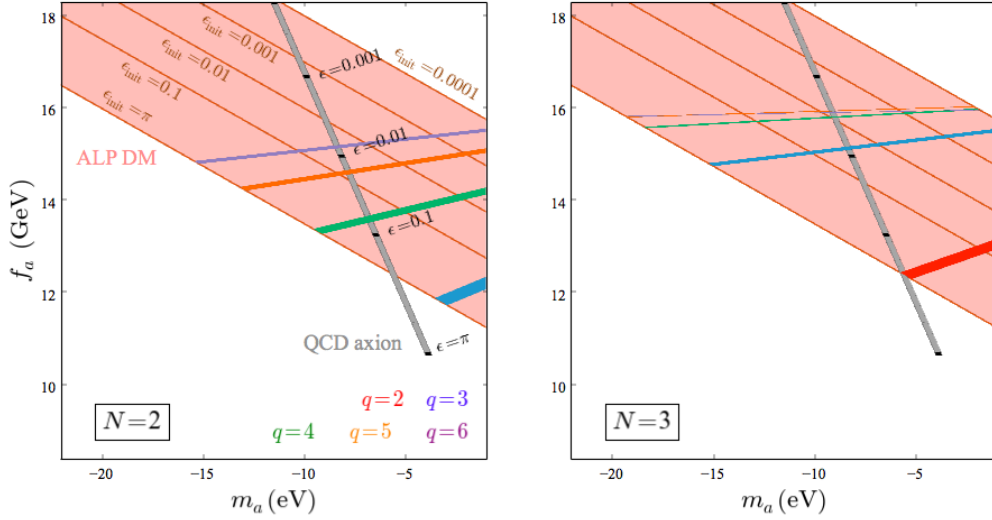 18
16
14
12
10
f_a (GeV)
ϵ_init=0.001
ϵ_init=0.01
ϵ_init=0.1
ϵ_init=π
ϵ=0.001
ϵ_init=0.0001
ALP DM
ϵ=0.01
ϵ=0.1
QCD axion
ϵ=π
q=2 q=3
N=2
q=4 q=5 q=6
−20 −15 −10 −5
m_a (eV)
18
16
14
12
10
N=3
−20 −15 −10 −5
m_a (eV)